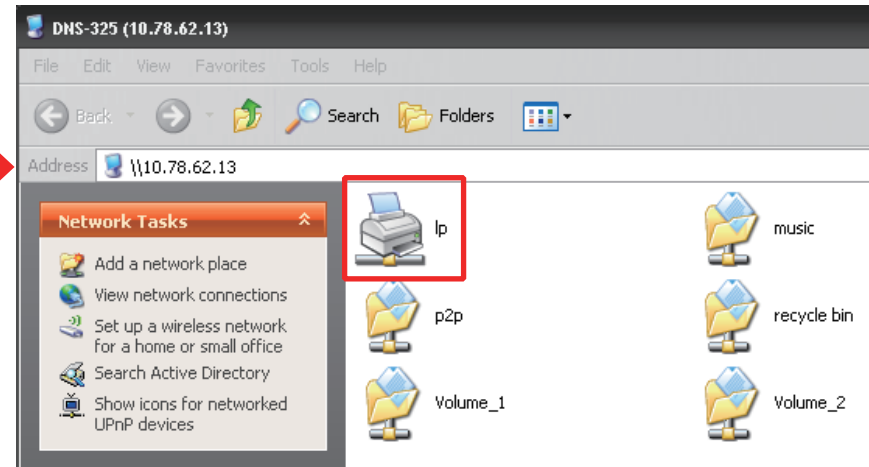 DNS-325 (10.78.62.13)
File Edit View Favorites Tools Help
Back Search Folders
Address \\10.78.62.13
Network Tasks
Add a network place
View network connections
Set up a wireless network
for a home or small office
Search Active Directory
Show icons for networked
UPnP devices
lp
music
p2p
recycle bin
Volume_1
Volume_2